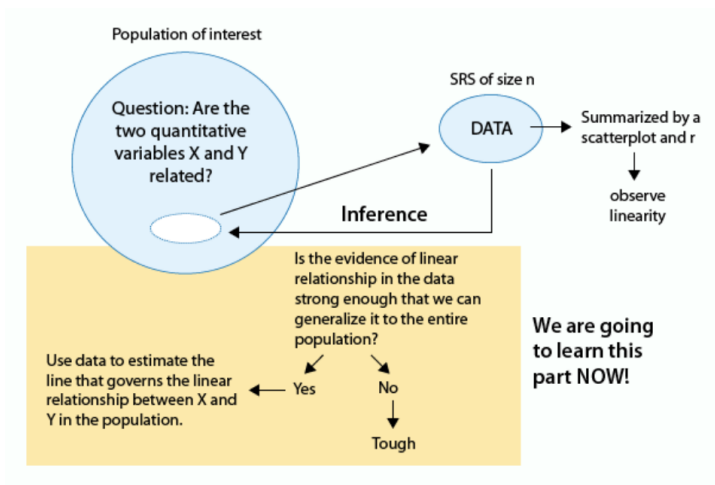 Population of interest
Question: Are the
two quantitative
variables X and Y
related?
SRS of size n
DATA
Summarized by a
scatterplot and r
observe
linearity
Inference
Is the evidence of linear
relationship in the data
strong enough that we can
generalize it to the entire
population?
Yes
No
Tough
Use data to estimate the
line that governs the linear
relationship between X and
Y in the population.
We are going
to learn this
part NOW!